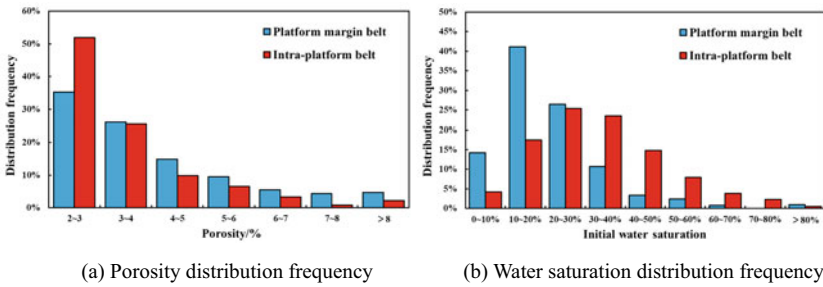 60%
50%
40%
30%
20%
10%
0%
Distribution frequency
Platform margin belt
Intra-platform belt
2~3 3~4 4~5 5~6 6~7 7~8 >8
Porosity/%
(a) Porosity distribution frequency
50%
45%
40%
35%
30%
25%
20%
15%
10%
5%
0%
Distribution frequency
Platform margin belt
Intra-platform belt
0~10% 10~20% 20~30% 30~40% 40~50% 50~60% 60~70% 70~80% >80%
Initial water saturation
(b) Water saturation distribution frequency